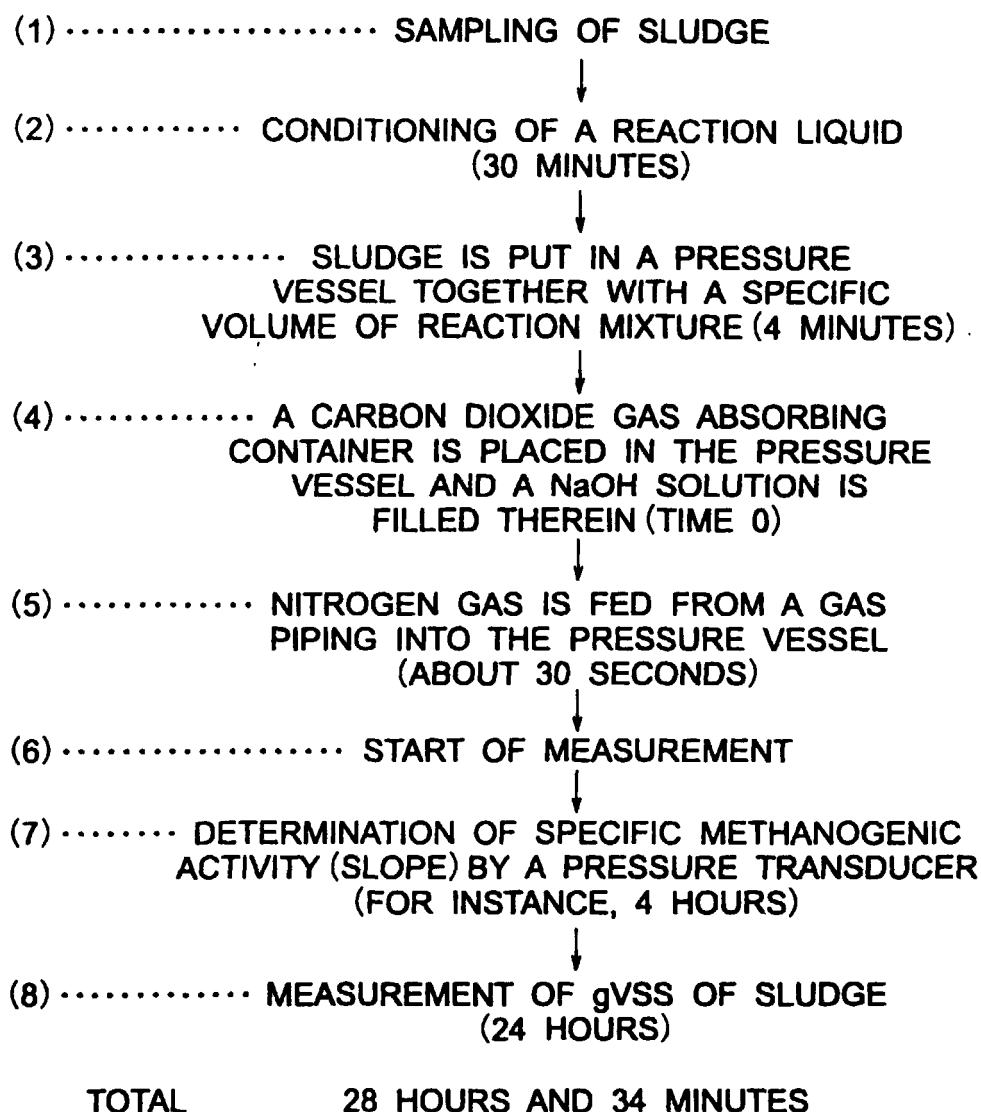 (1) ····················· SAMPLING OF SLUDGE
(2) ············ CONDITIONING OF A REACTION LIQUID
(30 MINUTES)
(3) ··············· SLUDGE IS PUT IN A PRESSURE
VESSEL TOGETHER WITH A SPECIFIC
VOLUME OF REACTION MIXTURE (4 MINUTES)
(4) ············· A CARBON DIOXIDE GAS ABSORBING
CONTAINER IS PLACED IN THE PRESSURE
VESSEL AND A NaOH SOLUTION IS
FILLED THEREIN (TIME 0)
(5) ············· NITROGEN GAS IS FED FROM A GAS
PIPING INTO THE PRESSURE VESSEL
(ABOUT 30 SECONDS)
(6) ··················· START OF MEASUREMENT
(7) ········ DETERMINATION OF SPECIFIC METHANOGENIC
ACTIVITY (SLOPE) BY A PRESSURE TRANSDUCER
(FOR INSTANCE, 4 HOURS)
(8) ············· MEASUREMENT OF gVSS OF SLUDGE
(24 HOURS)
TOTAL 28 HOURS AND 34 MINUTES